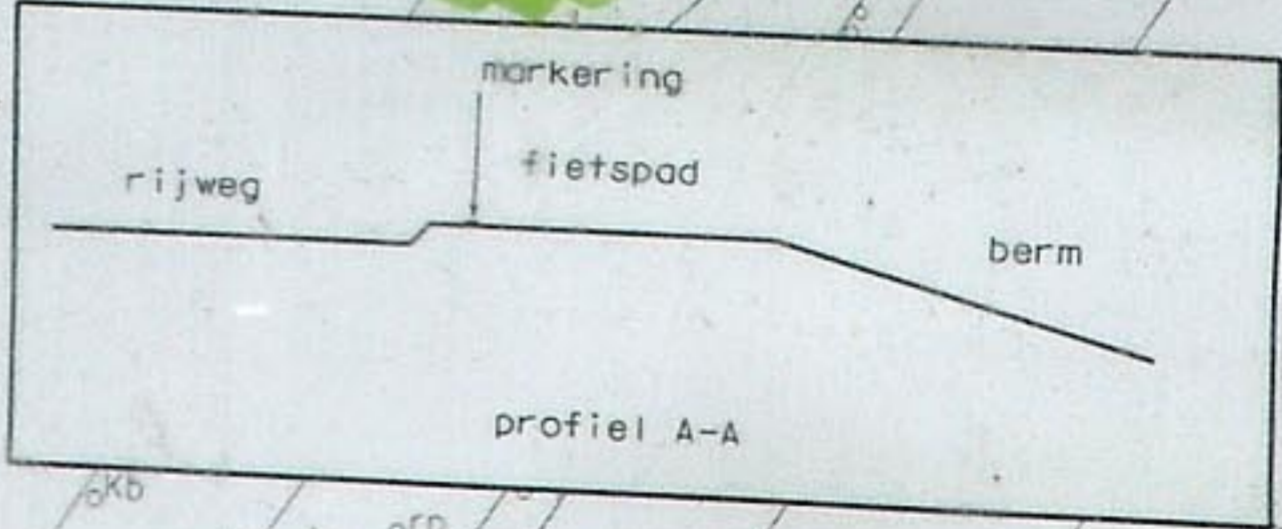 markering
fietspad
rijweg
berm
profiel A-A
Kb